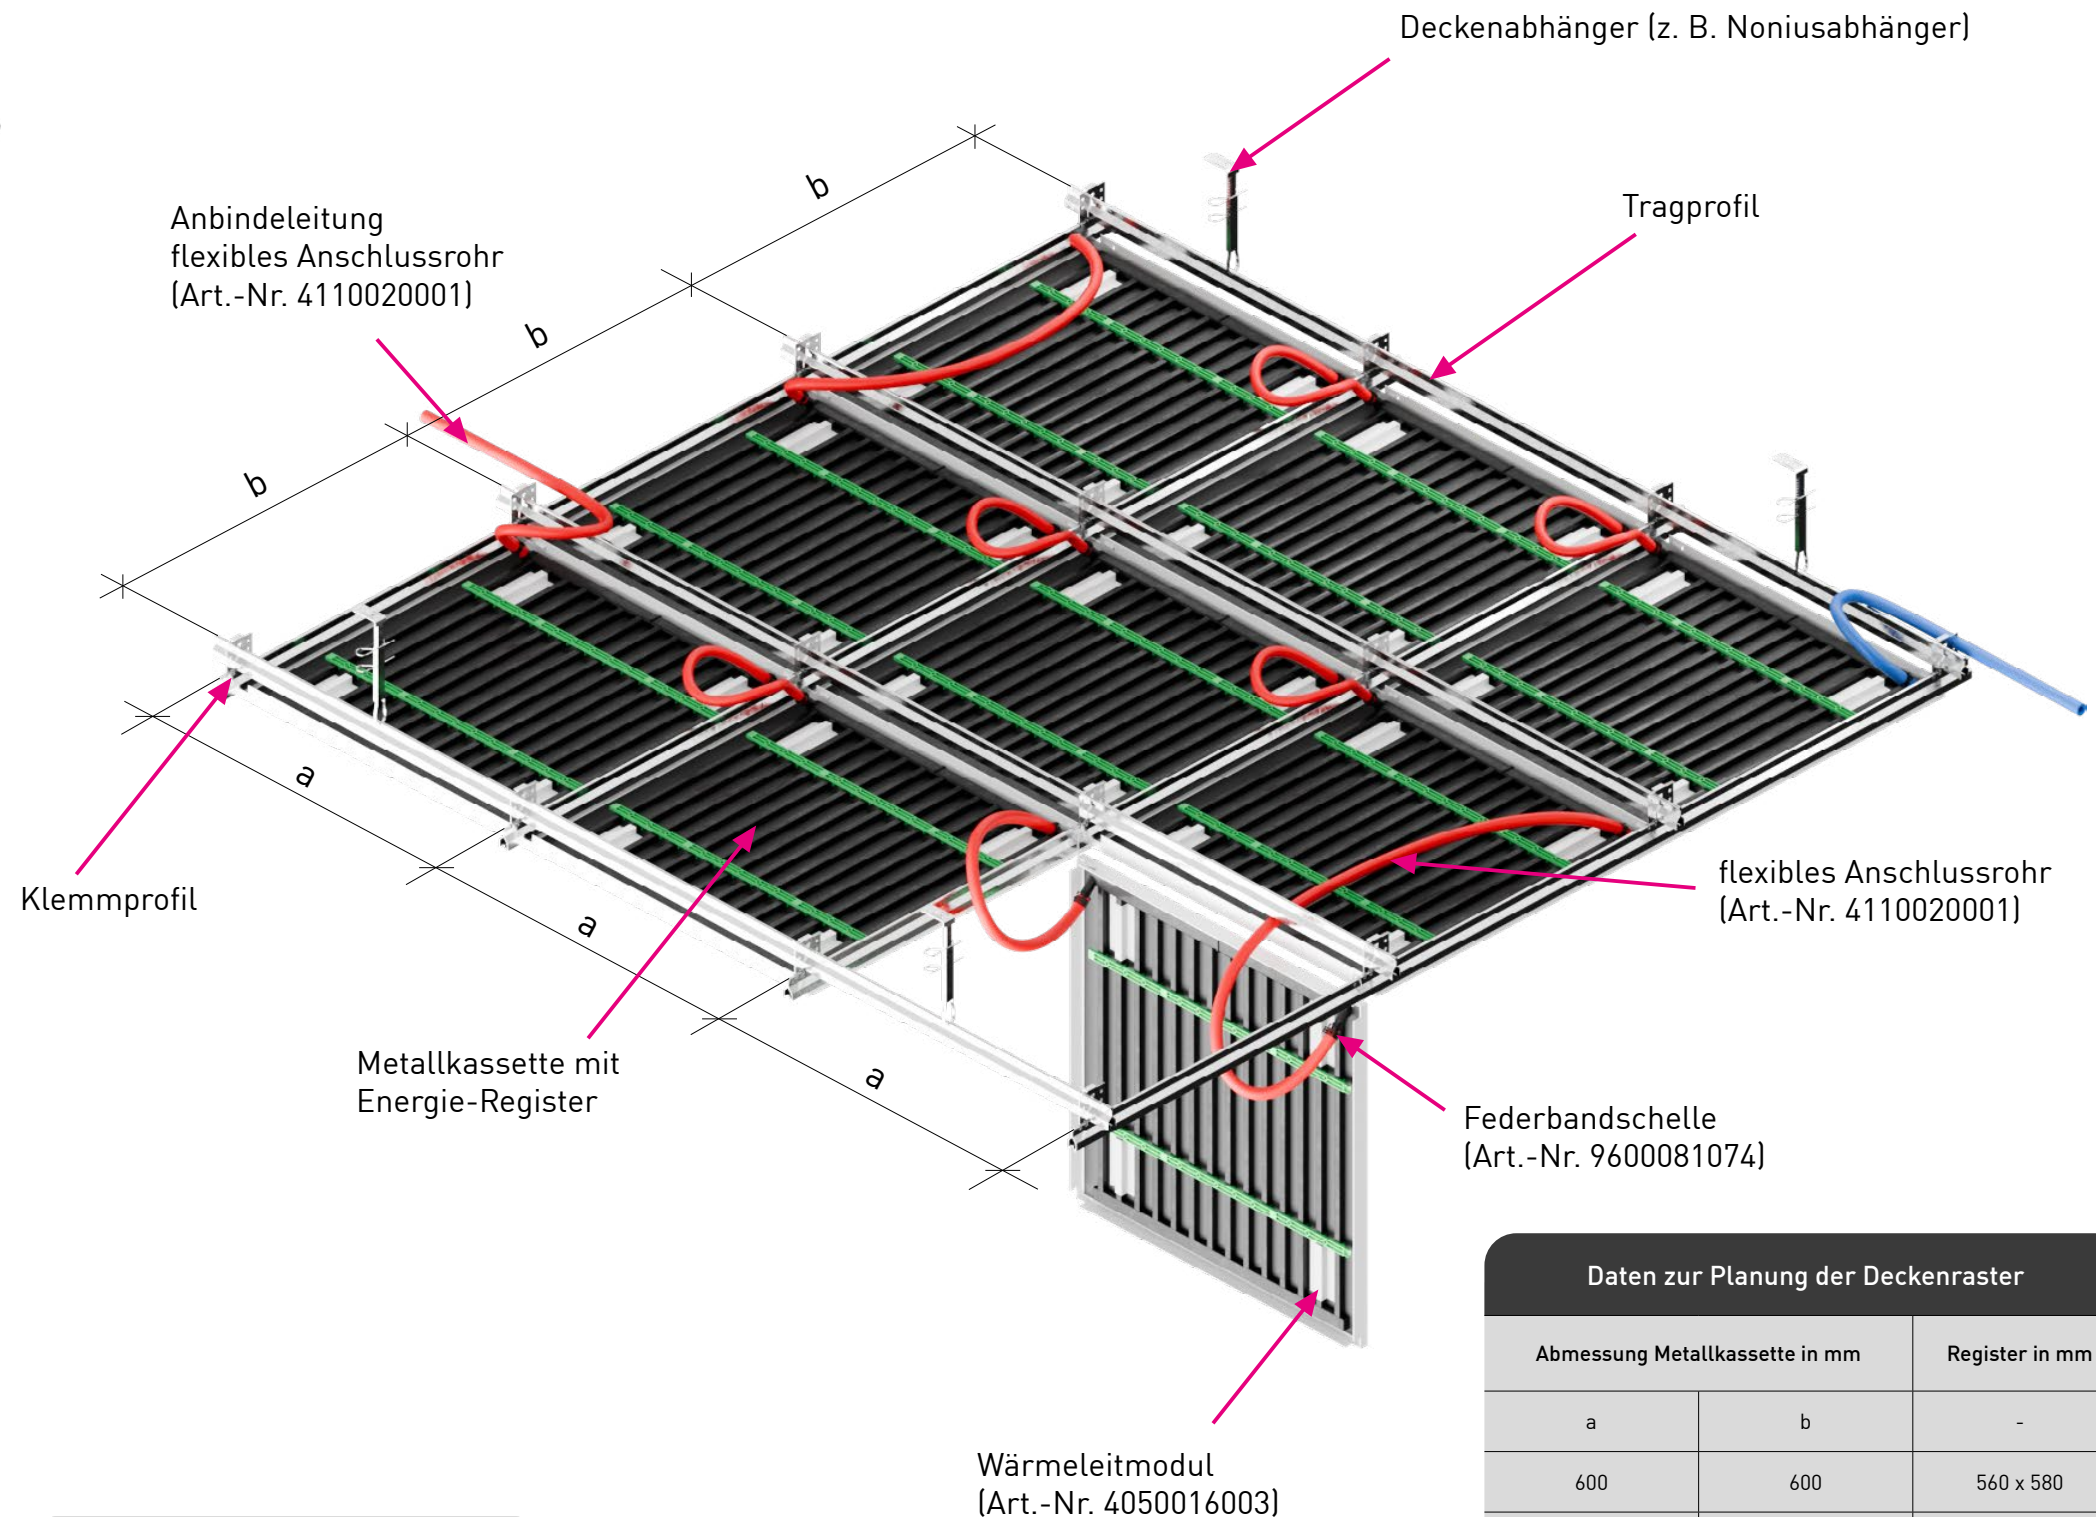 Deckenabhänger (z. B. Noniusabhänger)
Tragprofil
Anbindeleitung
flexibles Anschlussrohr
(Art.-Nr. 4110020001)
b
b
b
a
a
a
Klemmprofil
Metallkassette mit
Energie-Register
flexibles Anschlussrohr
(Art.-Nr. 4110020001)
Federbandschelle
(Art.-Nr. 9600081074)
Wärmeleitmodul
(Art.-Nr. 4050016003)
Daten zur Planung der Deckenraster
Abmessung Metallkassette in mm Register in mm
a b -
600 600 560 x 580